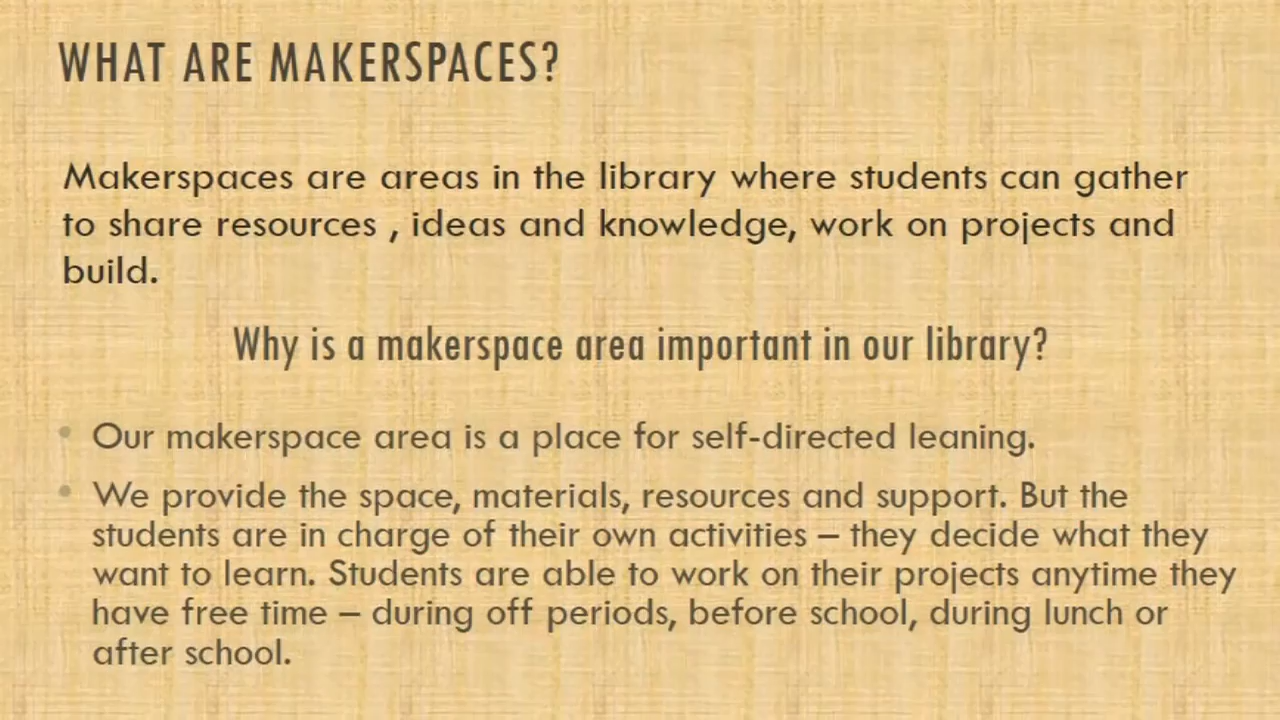 WHAT ARE MAKERSPACES?
Makerspaces are areas in the library where students can gather
to share resources , ideas and knowledge, work on projects and
build.
Why is a makerspace area important in our library?
• Our makerspace area is a place for self-directed leaning.
• We provide the space, materials, resources and support. But the
students are in charge of their own activities – they decide what they
want to learn. Students are able to work on their projects anytime they
have free time – during off periods, before school, during lunch or
after school.